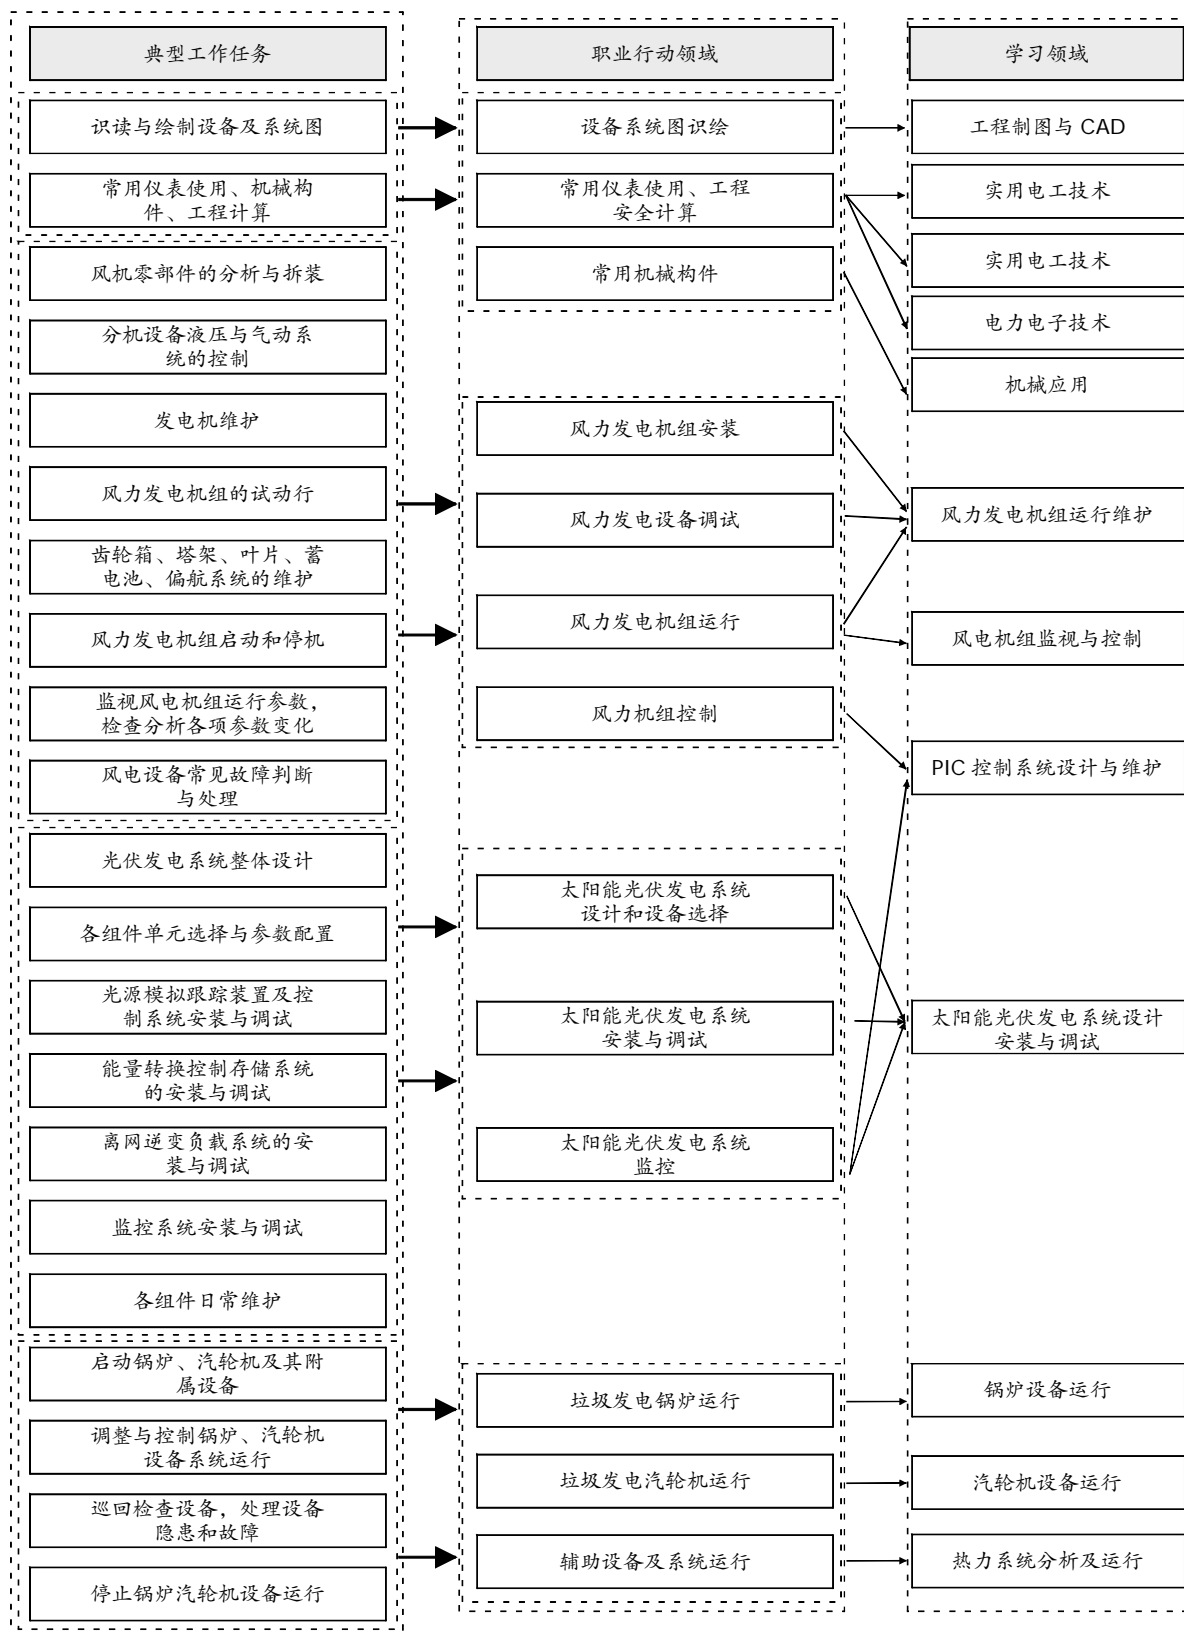 典型工作任务
识读与绘制设备及系统图
常用仪表使用、机械构
件、工程计算
风机零部件的分析与拆装
分机设备液压与气动系
统的控制
发电机维护
风力发电机组的试动行
齿轮箱、塔架、叶片、蓄
电池、偏航系统的维护
风力发电机组启动和停机
监视风电机组运行参数，
检查分析各项参数变化
风电设备常见故障判断
与处理
光伏发电系统整体设计
各组件单元选择与参数配置
光源模拟跟踪装置及控
制系统安装与调试
能量转换控制存储系统
的安装与调试
离网逆变负载系统的安
装与调试
监控系统安装与调试
各组件日常维护
启动锅炉、汽轮机及其附
属设备
调整与控制锅炉、汽轮机
设备系统运行
巡回检查设备，处理设备
隐患和故障
停止锅炉汽轮机设备运行
职业行动领域
设备系统图识绘
常用仪表使用、工程
安全计算
常用机械构件
风力发电机组安装
风力发电设备调试
风力发电机组运行
风力机组控制
太阳能光伏发电系统
设计和设备选择
太阳能光伏发电系统
安装与调试
太阳能光伏发电系统
监控
垃圾发电锅炉运行
垃圾发电汽轮机运行
辅助设备及系统运行
学习领域
工程制图与 CAD
实用电工技术
实用电工技术
电力电子技术
机械应用
风力发电机组运行维护
风电机组监视与控制
PIC 控制系统设计与维护
太阳能光伏发电系统设计
安装与调试
锅炉设备运行
汽轮机设备运行
热力系统分析及运行